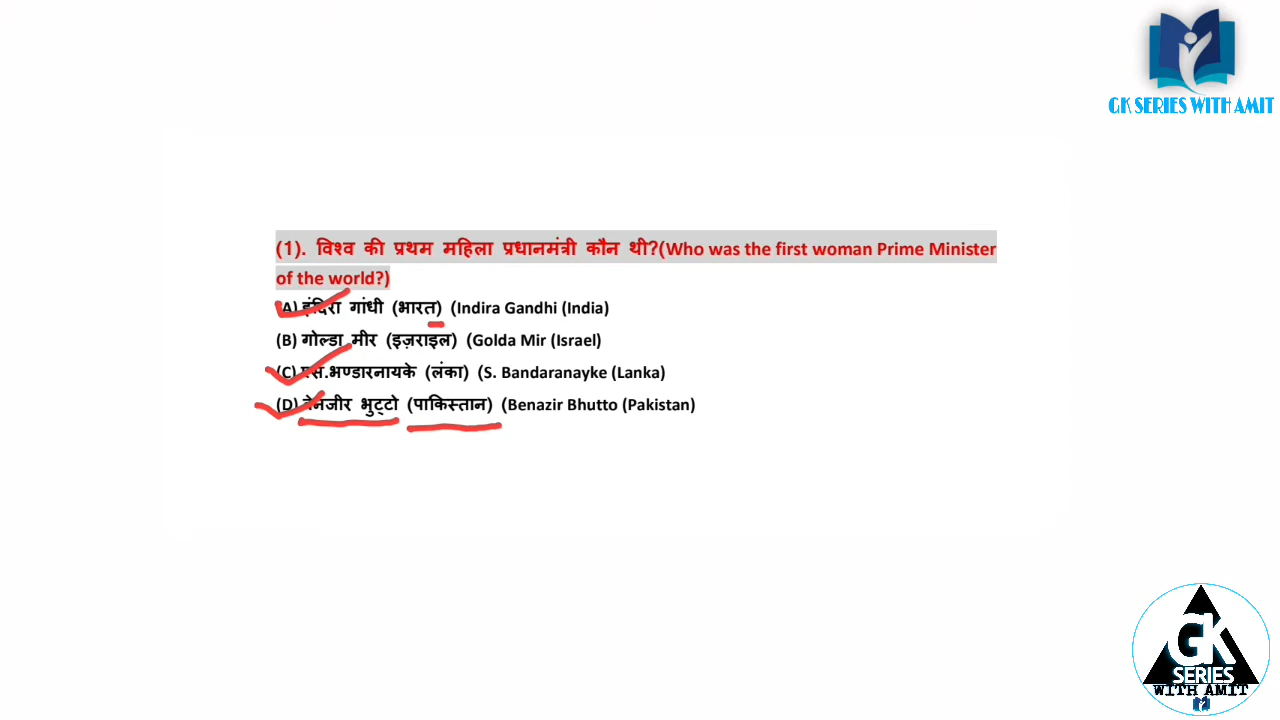 GK SERIES WITH AMIT
(1). विश्व की प्रथम महिला प्रधानमंत्री कौन थी?(Who was the first woman Prime Minister
of the world?)
(A) इंदिरा गांधी (भारत) (Indira Gandhi (India)
(B) गोल्डा मीर (इज़राइल) (Golda Mir (Israel)
(C) एस.भण्डारनायके (लंका) (S. Bandaranayke (Lanka)
(D) बेनजीर भुट्टो (पाकिस्तान) (Benazir Bhutto (Pakistan)
GK
SERIES
WITH AMIT